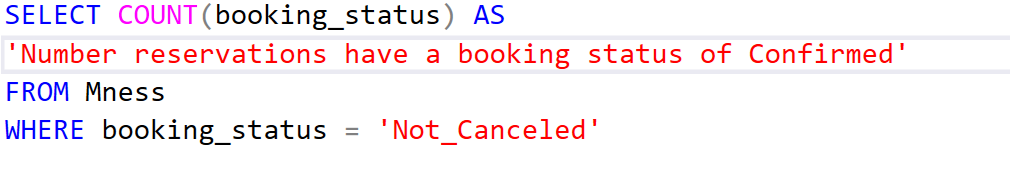 SELECT COUNT(booking_status) AS
'Number reservations have a booking status of Confirmed'
FROM Mness
WHERE booking_status = 'Not_Canceled'